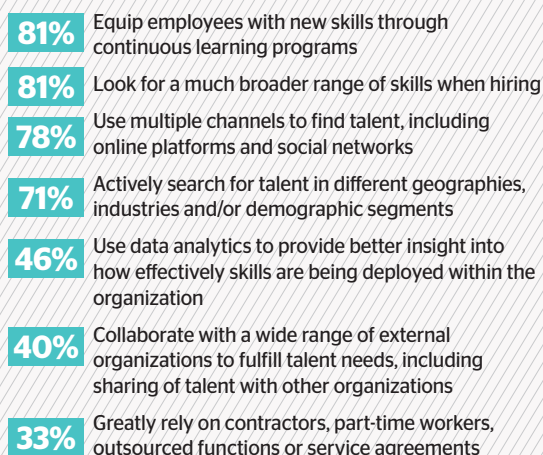 81% Equip employees with new skills through
continuous learning programs
81% Look for a much broader range of skills when hiring
78% Use multiple channels to find talent, including
online platforms and social networks
71% Actively search for talent in different geographies,
industries and/or demographic segments
46% Use data analytics to provide better insight into
how effectively skills are being deployed within the
organization
40% Collaborate with a wide range of external
organizations to fulfill talent needs, including
sharing of talent with other organizations
33% Greatly rely on contractors, part-time workers,
outsourced functions or service agreements